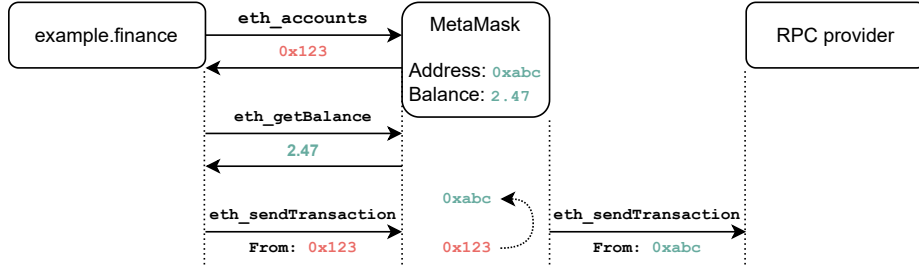 eth_accounts
example.finance
0x123
MetaMask
Address: 0xabc
Balance: 2.47
RPC provider
eth_getBalance
2.47
0xabc
eth_sendTransaction
From: 0x123
0x123
eth_sendTransaction
From: 0xabc